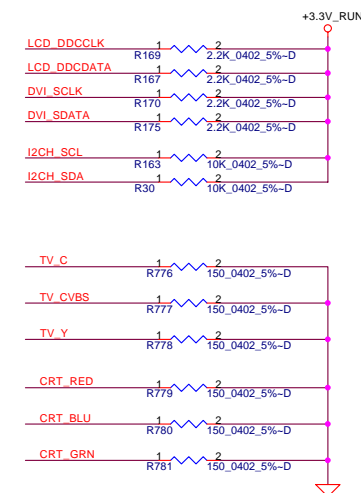 +3.3V_RUN
LCD_DDCCLK 1 2
R169 2.2K_0402_5%~D
LCD_DDCDATA 1 2
R167 2.2K_0402_5%~D
DVI_SCLK 1 2
R170 2.2K_0402_5%~D
DVI_SDATA 1 2
R175 2.2K_0402_5%~D
I2CH_SCL 1 2
R163 10K_0402_5%~D
I2CH_SDA 1 2
R30 10K_0402_5%~D
TV_C 1 2
R776 150_0402_5%~D
TV_CVBS 1 2
R777 150_0402_5%~D
TV_Y 1 2
R778 150_0402_5%~D
CRT_RED 1 2
R779 150_0402_5%~D
CRT_BLU 1 2
R780 150_0402_5%~D
CRT_GRN 1 2
R781 150_0402_5%~D